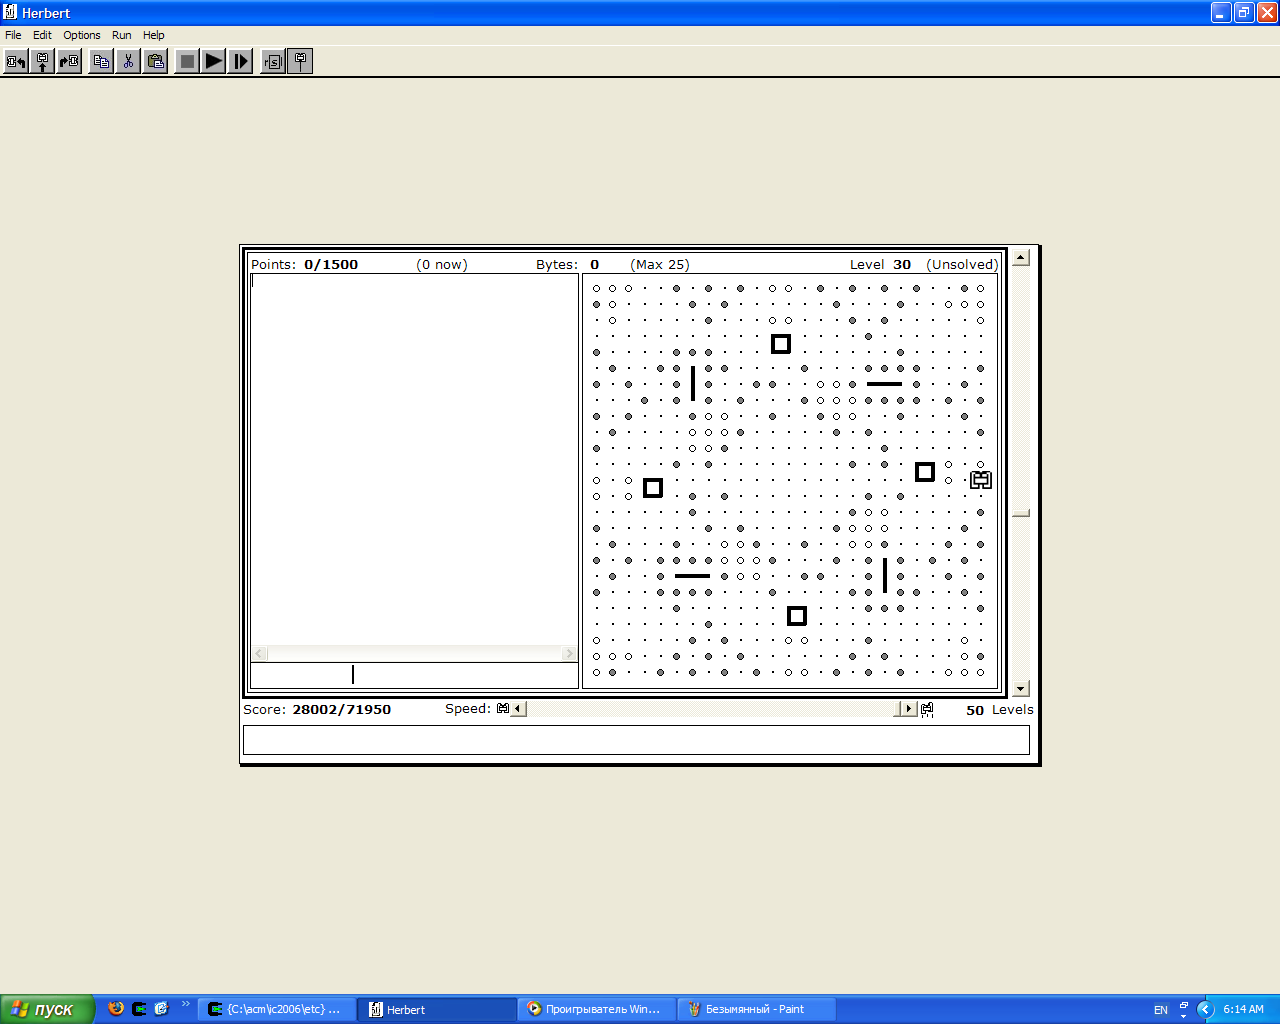 Herbert
File Edit Options Run Help
Points: 0/1500 (0 now) Bytes: 0 (Max 25) Level 30 (Unsolved)
Score: 28002/71950 Speed: 50 Levels
пуск {C:\acm\ic2006\etc} ... Herbert Проигрыватель Win... Безымянный - Paint EN 6:14 AM